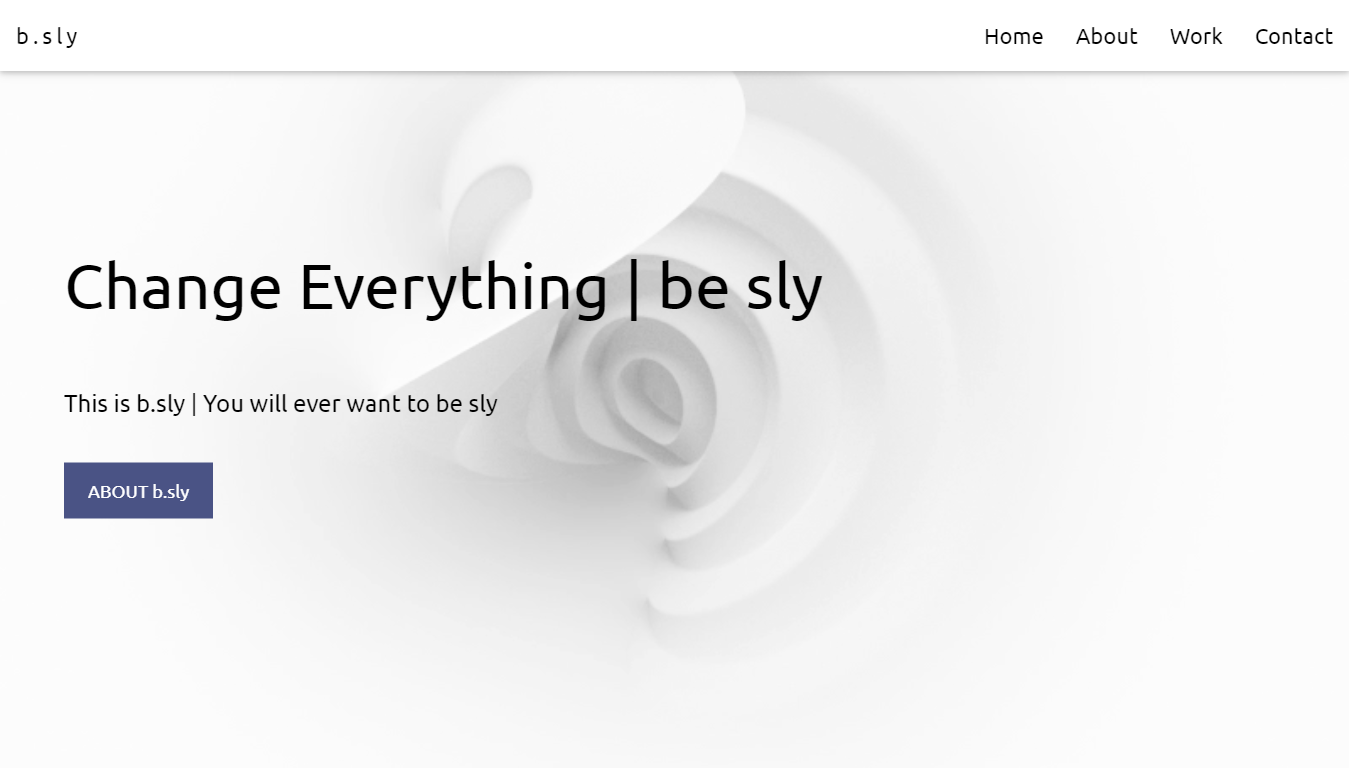 b.sly
Home About Work Contact
Change Everything | be sly
This is b.sly | You will ever want to be sly
ABOUT b.sly